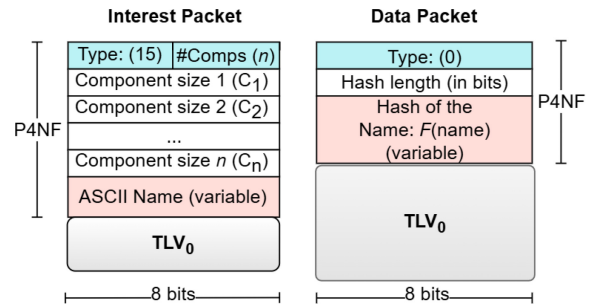 Interest Packet
P4NF
Type: (15) #Comps (n)
Component size 1 (C1)
Component size 2 (C2)
...
Component size n (Cn)
ASCII Name (variable)
TLV0
8 bits
Data Packet
Type: (0)
Hash length (in bits)
Hash of the
Name: F(name)
(variable)
P4NF
TLV0
8 bits